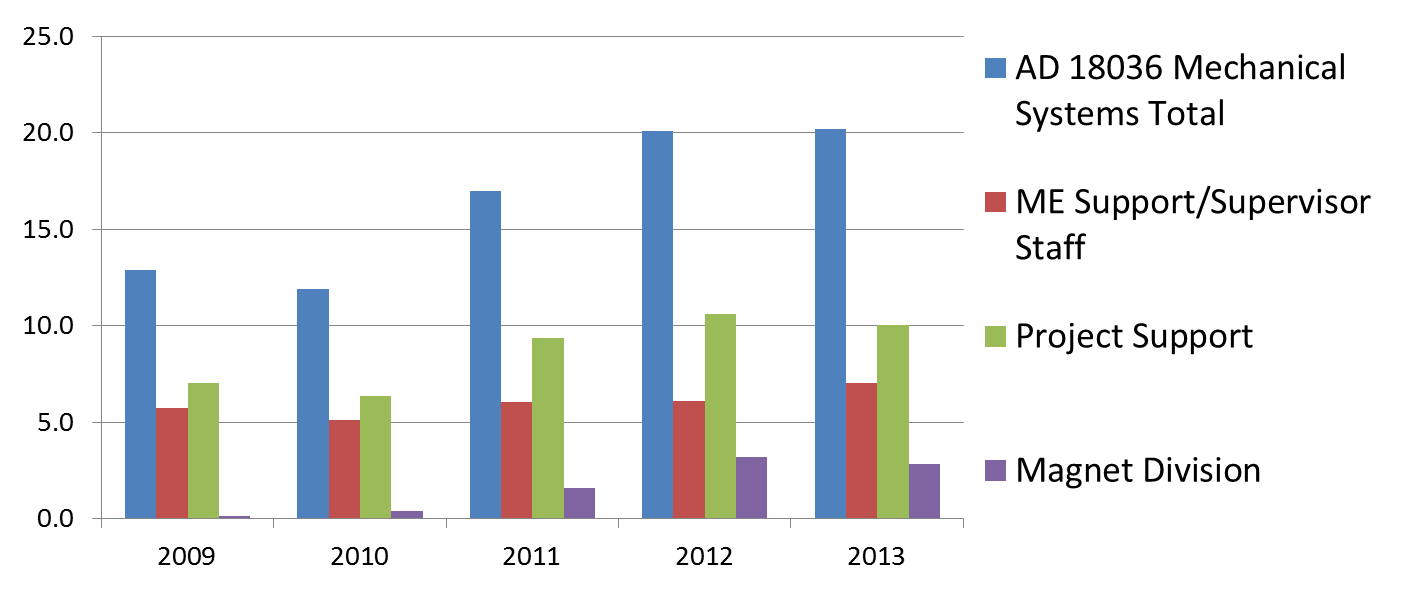 25.0
20.0
15.0
10.0
5.0
0.0
2009
2010
2011
2012
2013
AD 18036 Mechanical
Systems Total
ME Support/Supervisor
Staff
Project Support
Magnet Division